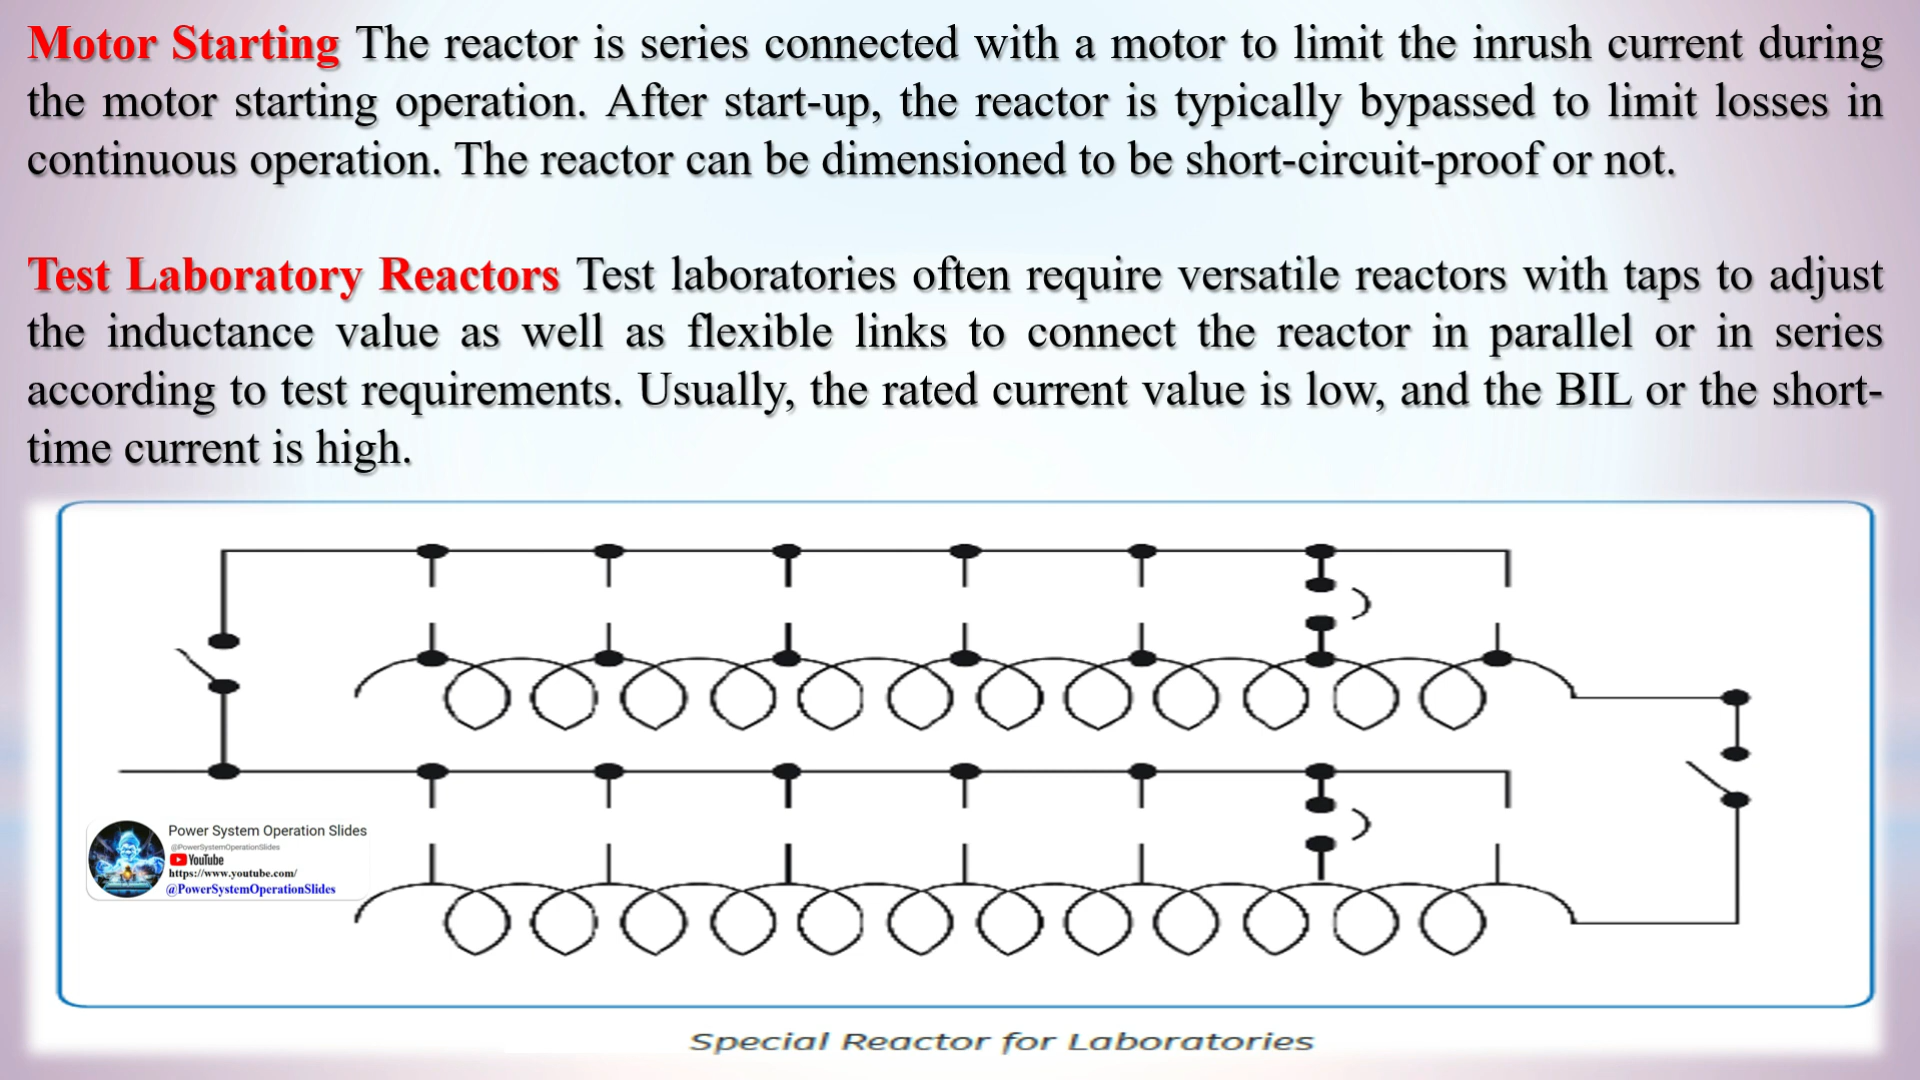 Motor Starting The reactor is series connected with a motor to limit the inrush current during
the motor starting operation. After start-up, the reactor is typically bypassed to limit losses in
continuous operation. The reactor can be dimensioned to be short-circuit-proof or not.
Test Laboratory Reactors Test laboratories often require versatile reactors with taps to adjust
the inductance value as well as flexible links to connect the reactor in parallel or in series
according to test requirements. Usually, the rated current value is low, and the BIL or the short-
time current is high.
Power System Operation Slides
@PowerSystemOperationSlides
YouTube
https://www.youtube.com/
@PowerSystemOperationSlides
Special Reactor for Laboratories